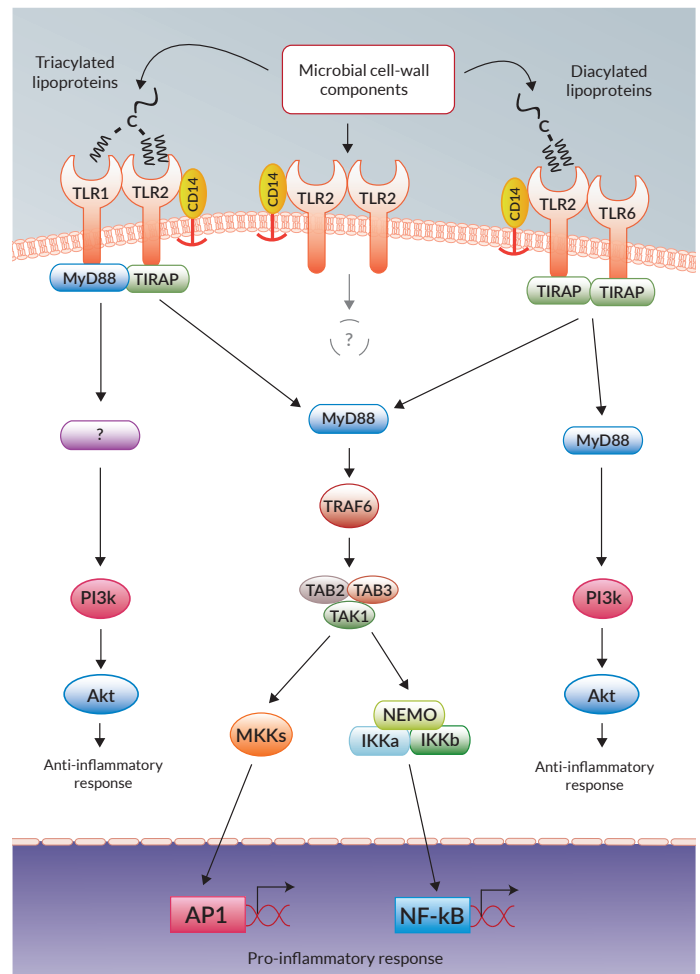 Triacylated
lipoproteins
Microbial cell-wall
components
Diacylated
lipoproteins
C
C
TLR1
TLR2
CD14
CD14
TLR2
TLR2
CD14
TLR2
TLR6
MyD88
TIRAP
TIRAP
TIRAP
?
MyD88
?
MyD88
TRAF6
TAB2
TAB3
TAK1
PI3k
PI3k
Akt
Akt
NEMO
MKKs
IKKa
IKKb
Anti-inflammatory
response
Anti-inflammatory
response
AP1
NF-kB
Pro-inflammatory response